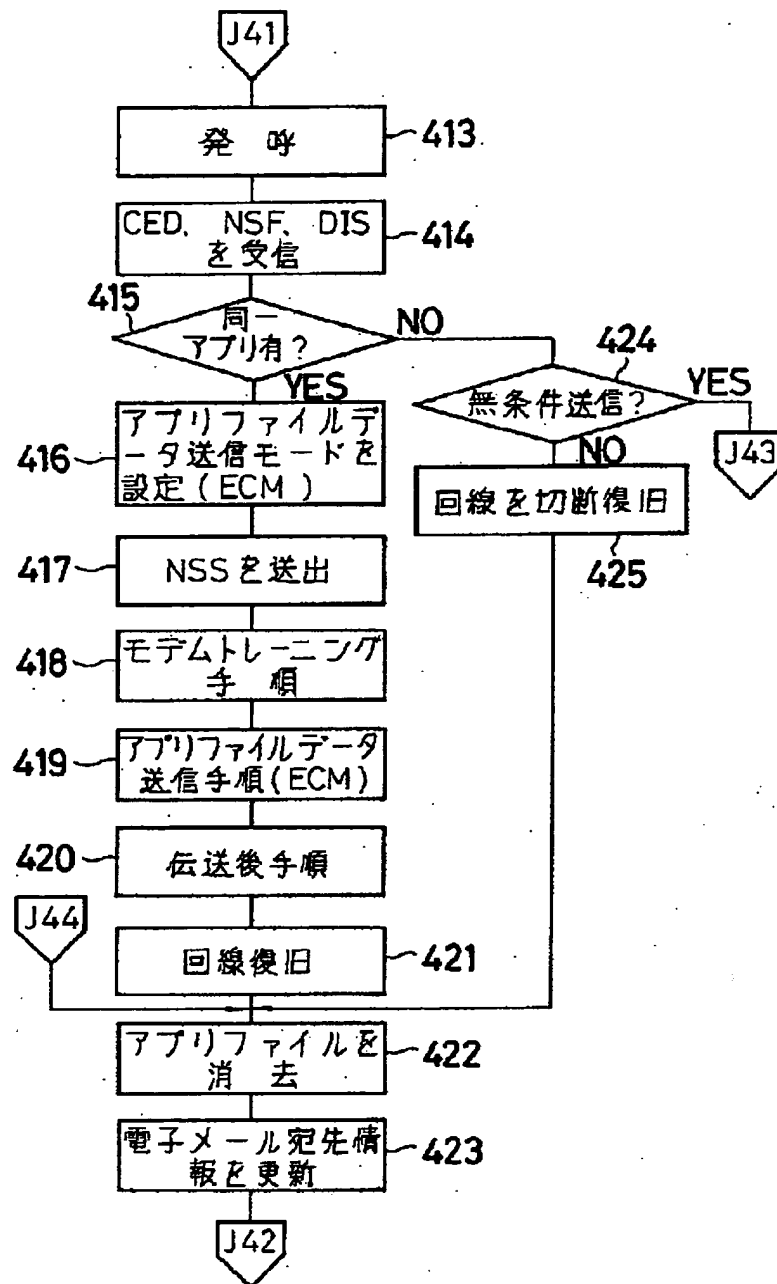 J41
発呼
413
CED、NSF、DIS
を受信
414
415
同一
アプリ有?
NO
YES
424
無条件送信?
YES
J43
NO
アプリファイルデ
ータ送信モードを
設定(ECM)
416
回線を切断復旧
425
NSSを送出
417
モデムトレーニング
手順
418
アプリファイルデータ
送信手順(ECM)
419
伝送後手順
420
J44
回線復旧
421
アプリファイルを
消去
422
電子メール宛先情
報を更新
423
J42